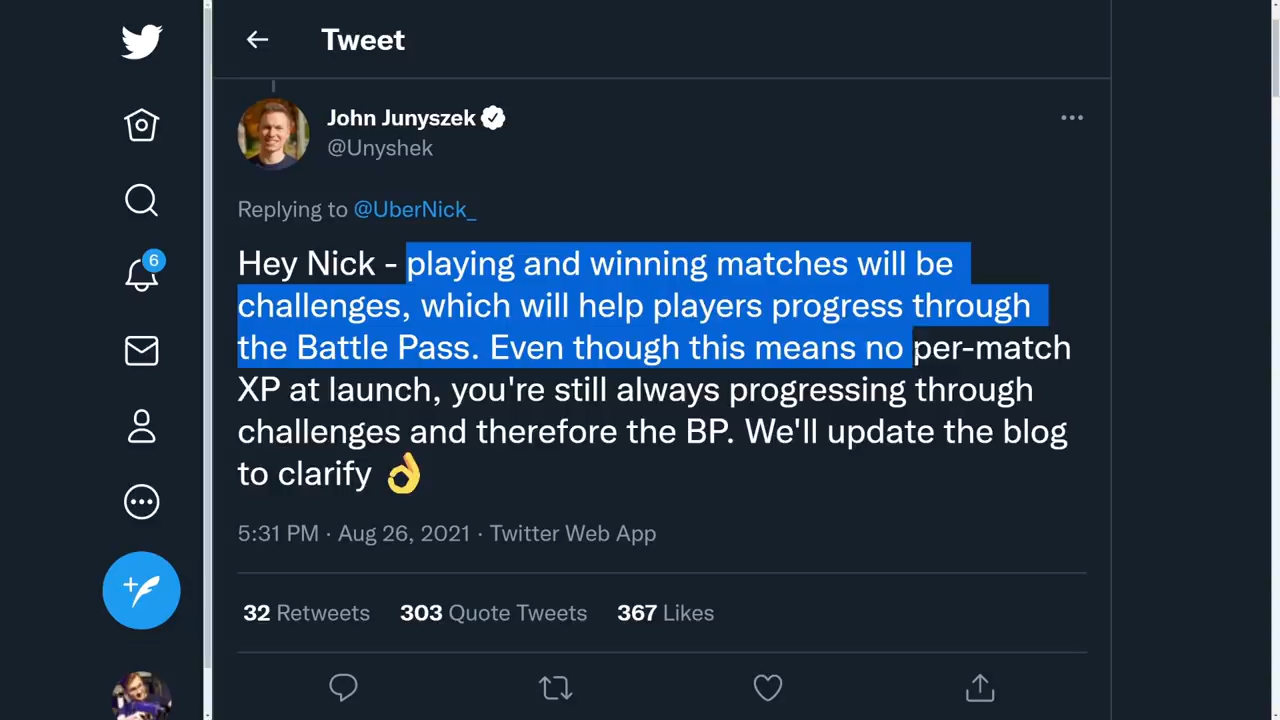 Tweet
John Junyszek
@Unyshek
Replying to @UberNick_
Hey Nick - playing and winning matches will be
challenges, which will help players progress through
the Battle Pass. Even though this means no per-match
XP at launch, you're still always progressing through
challenges and therefore the BP. We'll update the blog
to clarify 👌
5:31 PM · Aug 26, 2021 · Twitter Web App
32 Retweets 303 Quote Tweets 367 Likes
6